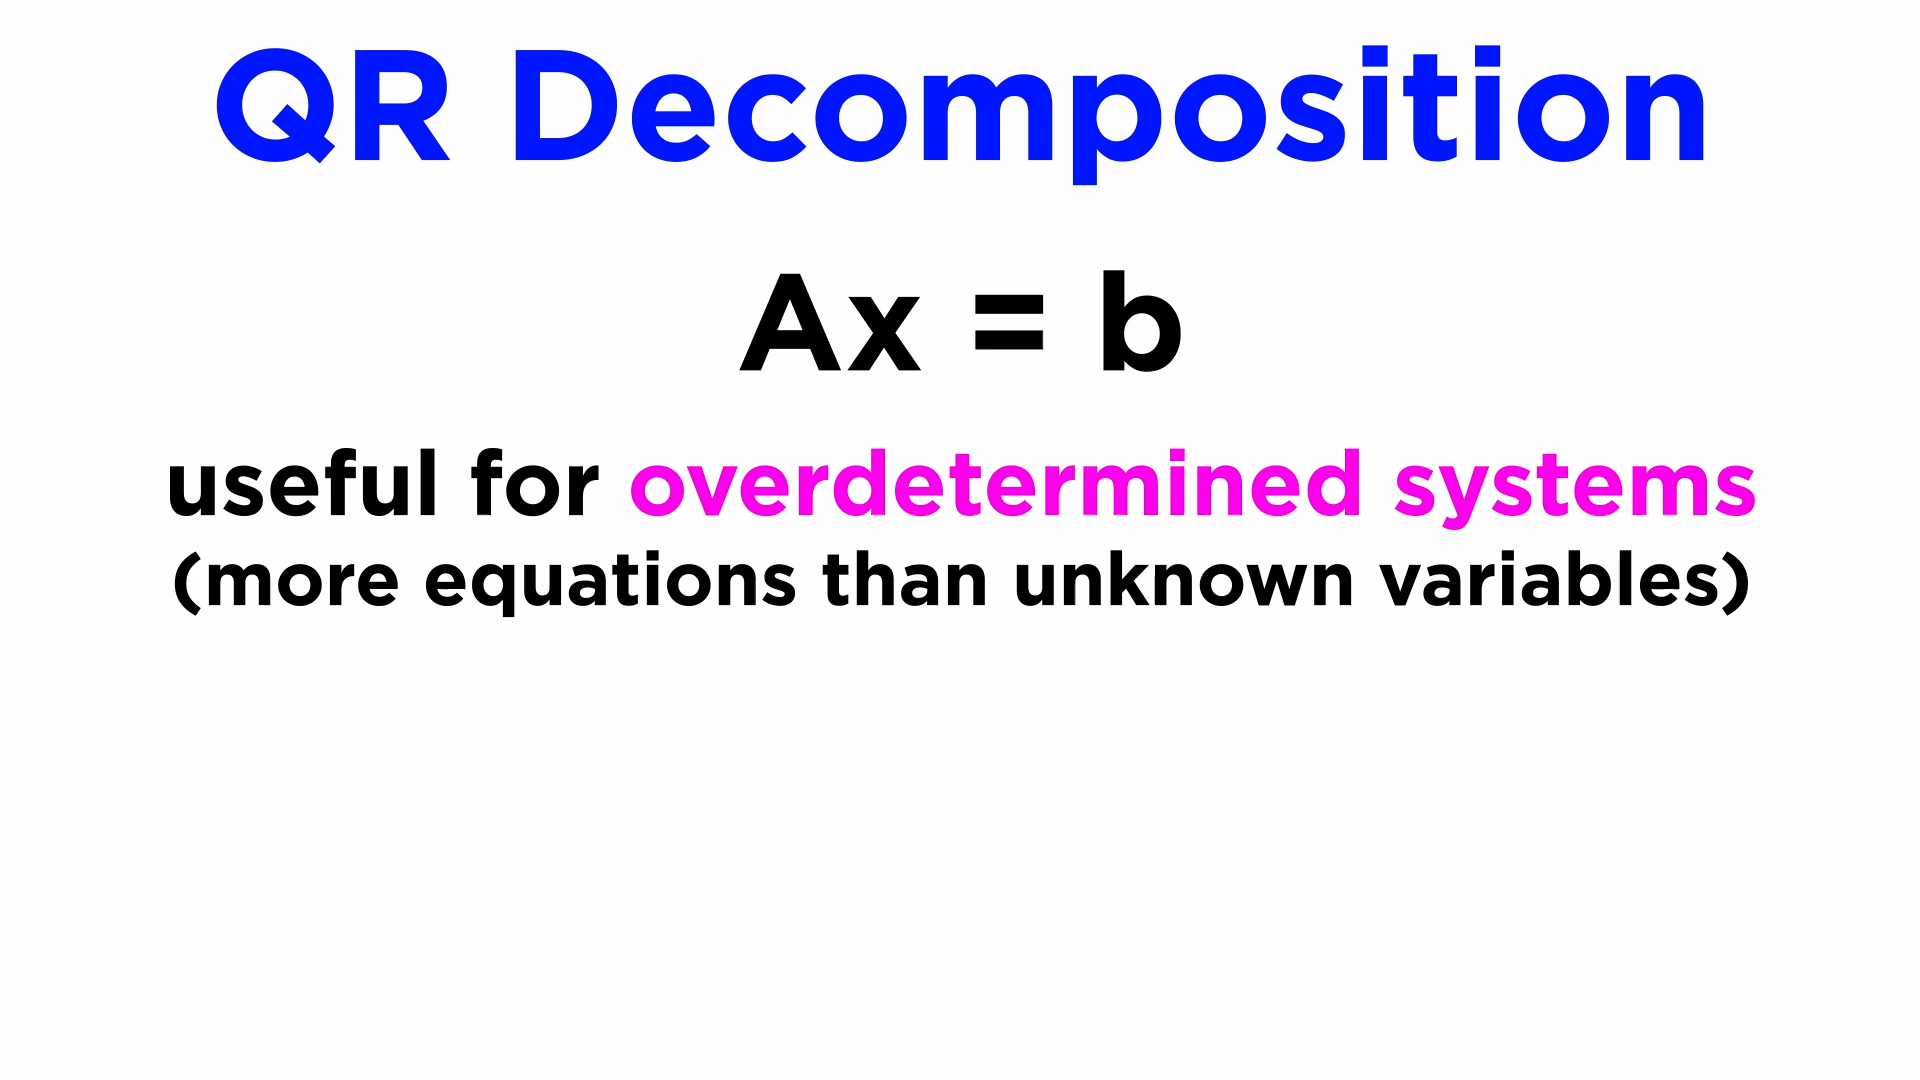 QR Decomposition
Ax = b
useful for overdetermined systems
(more equations than unknown variables)